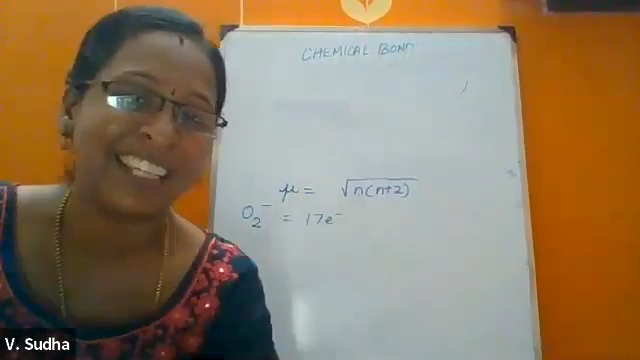 CHEMICAL BOND
μ = √n(n+2)
O₂⁻ = 17e⁻
V. Sudha